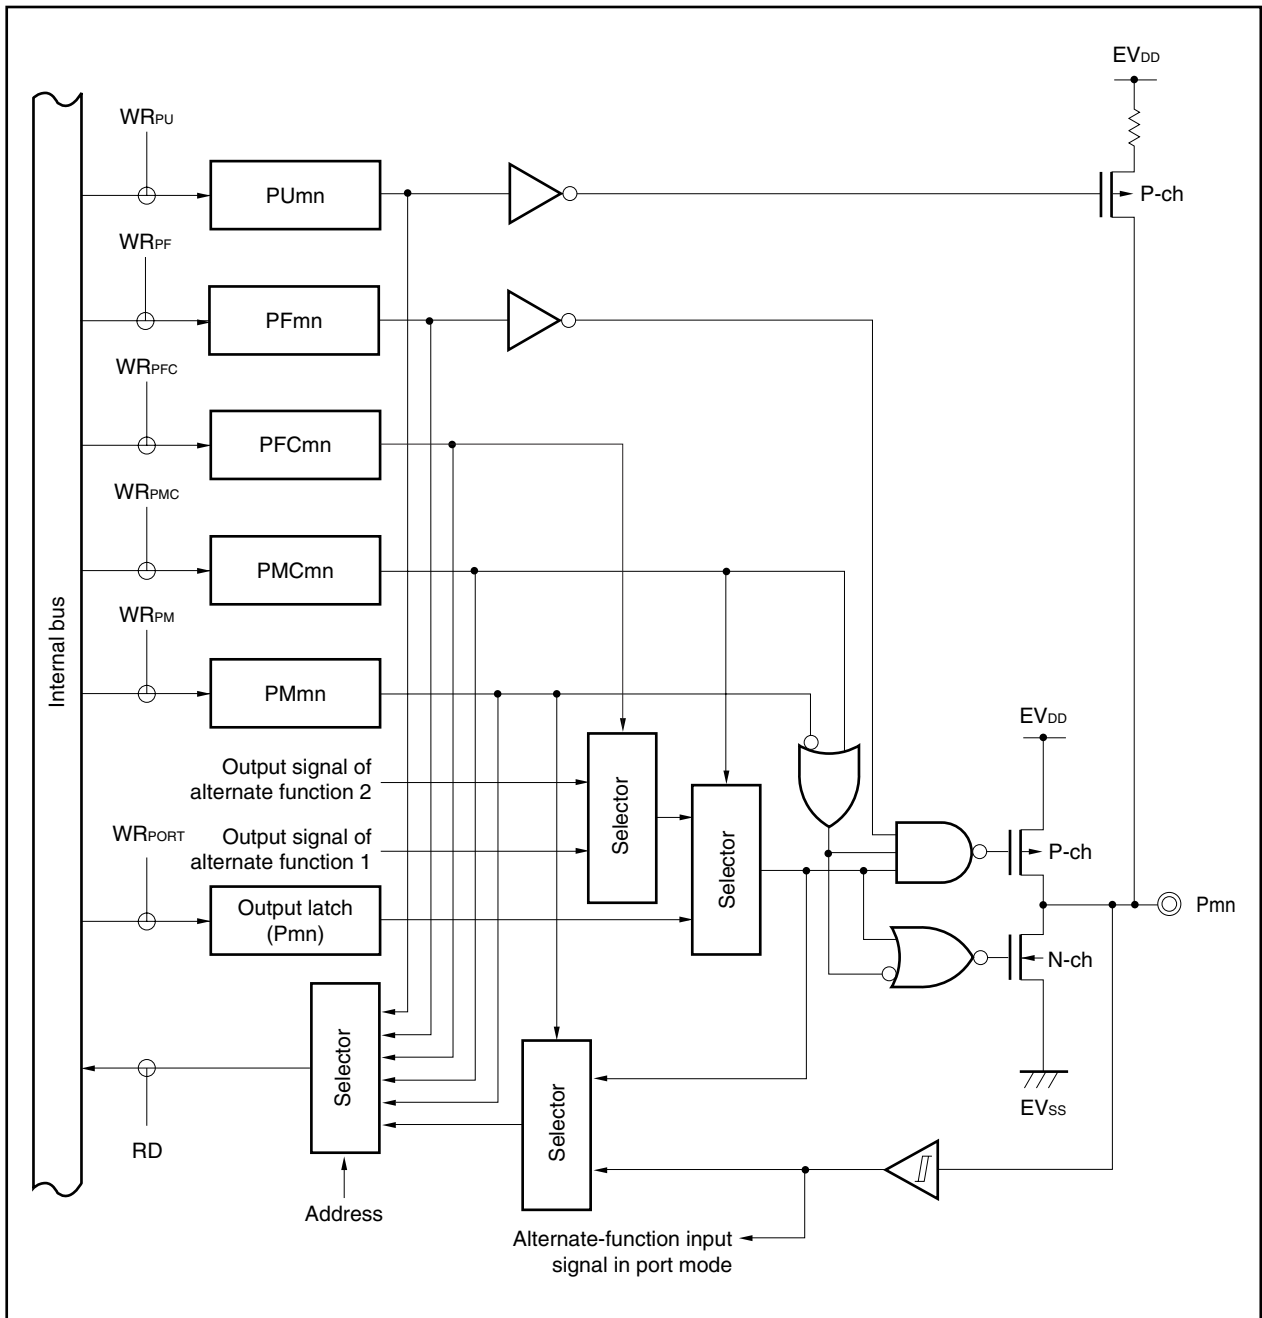 EVDD
WRPU
PUmn
P-ch
WRPF
PFmn
WRPFC
PFCmn
WRPMC
PMCmn
WRPM
PMmn
Internal bus
EVDD
Output signal of
alternate function 2
Selector
WRPORT
Output signal of
alternate function 1
Selector
P-ch
Output latch
(Pmn)
Pmn
N-ch
Selector
Selector
EVSS
RD
Address
Alternate-function input
signal in port mode